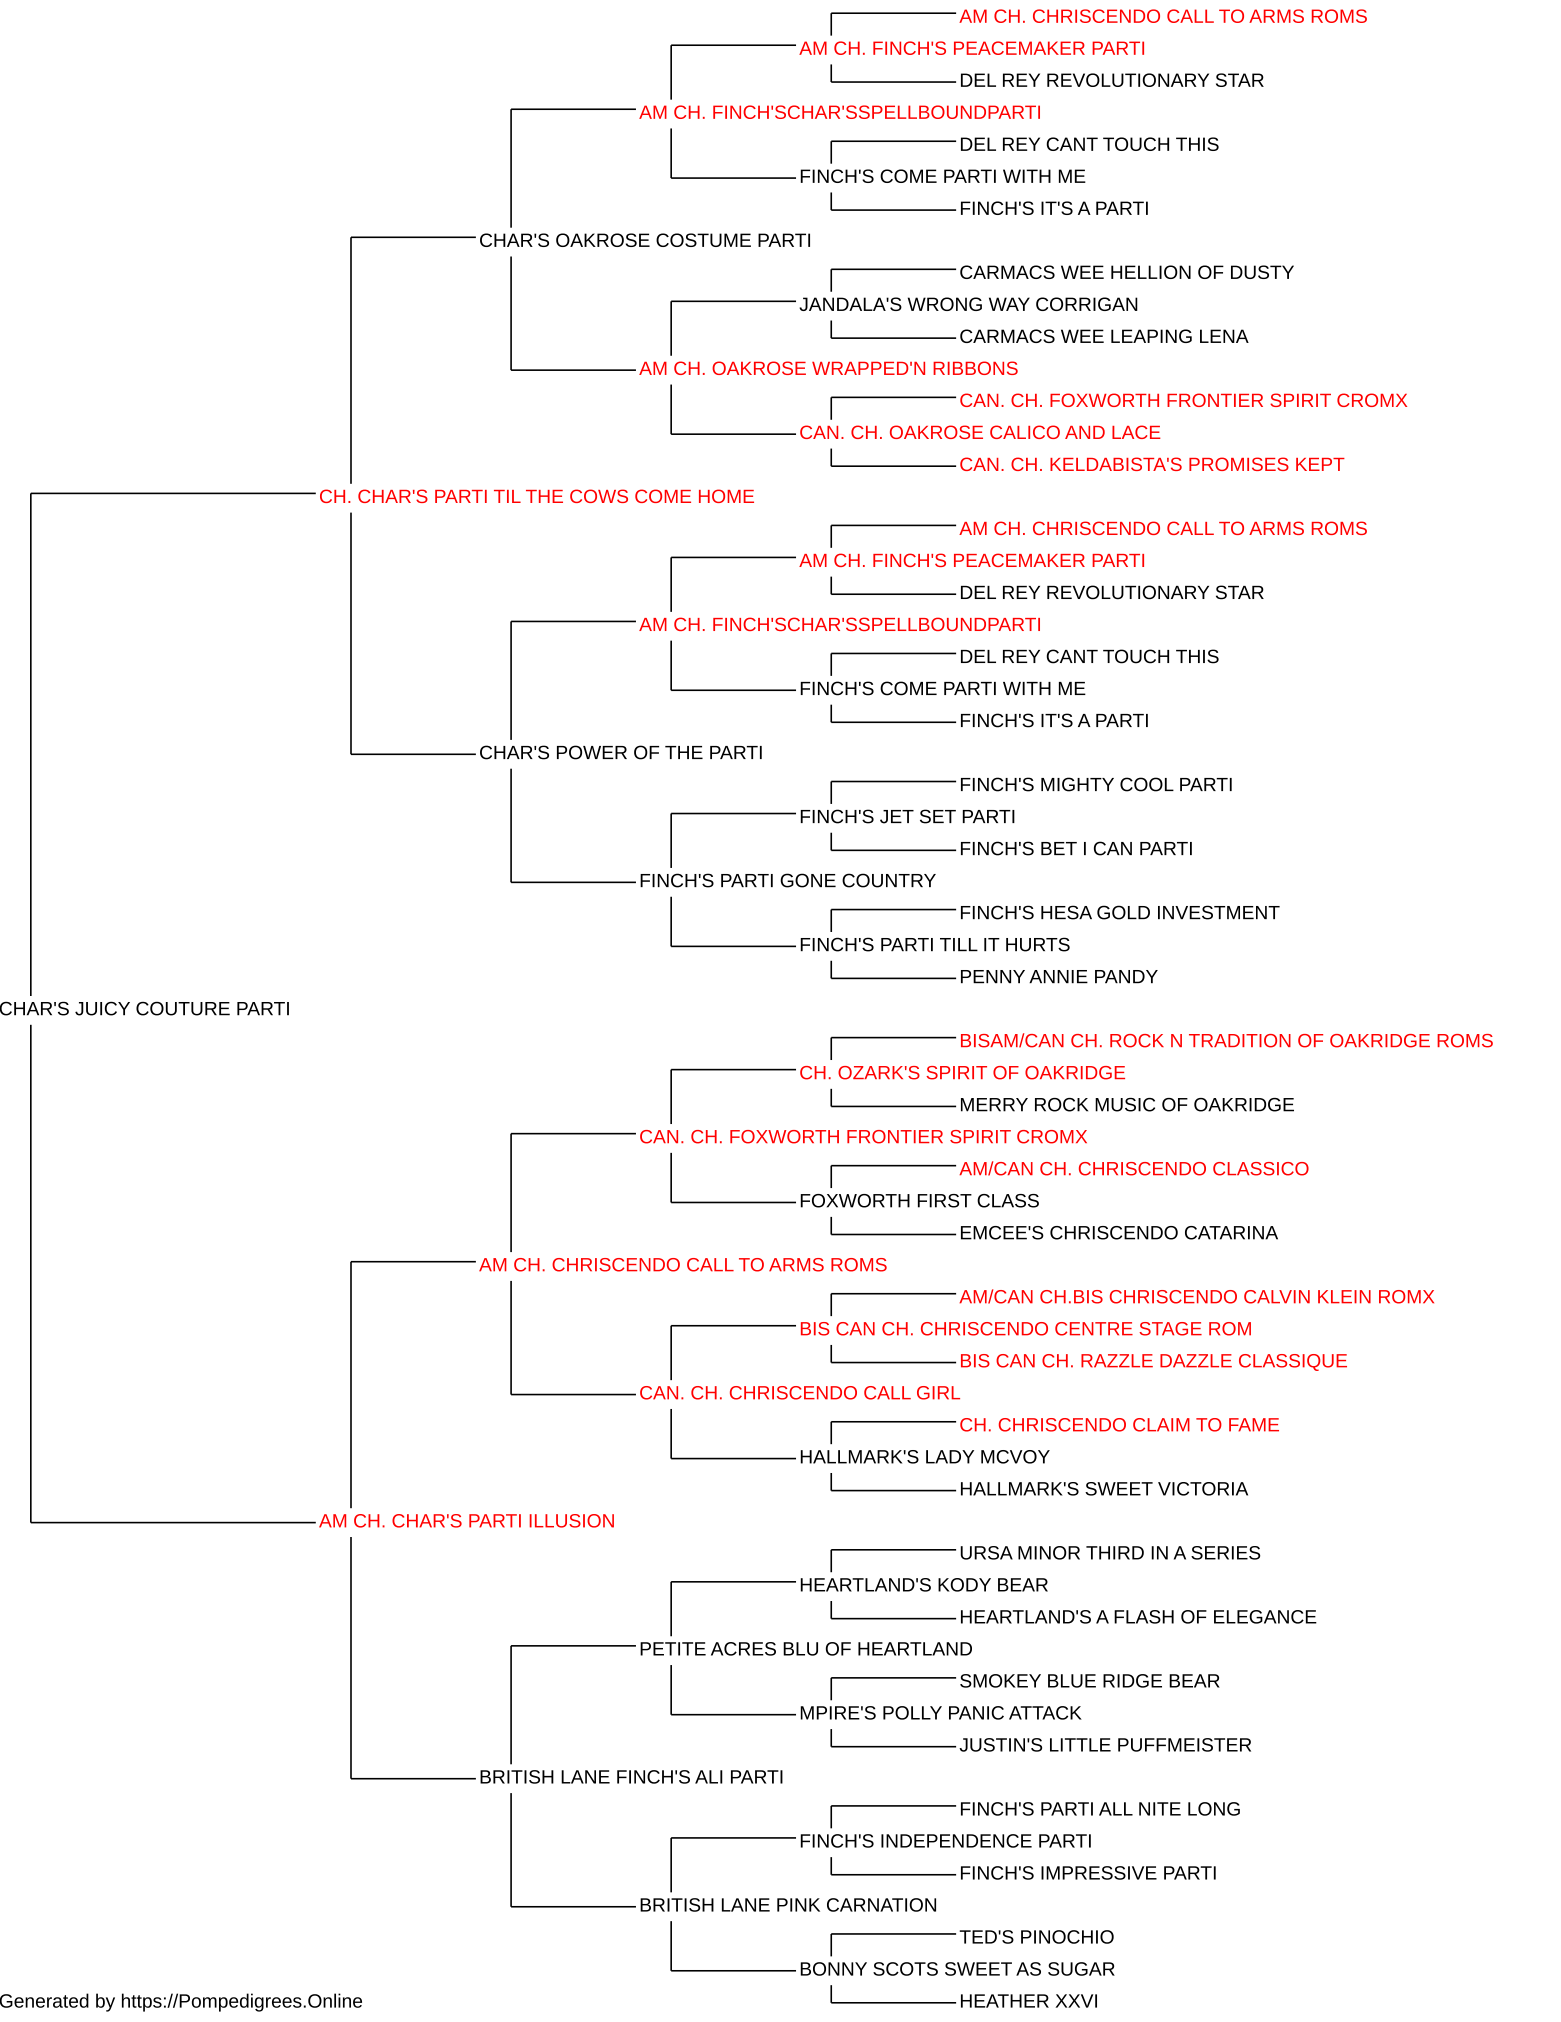 AM CH. CHRISCENDO CALL TO ARMS ROMS
AM CH. FINCH'S PEACEMAKER PARTI
DEL REY REVOLUTIONARY STAR
AM CH. FINCH'SCHAR'SSPELLBOUNDPARTI
DEL REY CANT TOUCH THIS
FINCH'S COME PARTI WITH ME
FINCH'S IT'S A PARTI
CHAR'S OAKROSE COSTUME PARTI
CARMACS WEE HELLION OF DUSTY
JANDALA'S WRONG WAY CORRIGAN
CARMACS WEE LEAPING LENA
AM CH. OAKROSE WRAPPED'N RIBBONS
CAN. CH. FOXWORTH FRONTIER SPIRIT CROMX
CAN. CH. OAKROSE CALICO AND LACE
CAN. CH. KELDABISTA'S PROMISES KEPT
CH. CHAR'S PARTI TIL THE COWS COME HOME
AM CH. CHRISCENDO CALL TO ARMS ROMS
AM CH. FINCH'S PEACEMAKER PARTI
DEL REY REVOLUTIONARY STAR
AM CH. FINCH'SCHAR'SSPELLBOUNDPARTI
DEL REY CANT TOUCH THIS
FINCH'S COME PARTI WITH ME
FINCH'S IT'S A PARTI
CHAR'S POWER OF THE PARTI
FINCH'S MIGHTY COOL PARTI
FINCH'S JET SET PARTI
FINCH'S BET I CAN PARTI
FINCH'S PARTI GONE COUNTRY
FINCH'S HESA GOLD INVESTMENT
FINCH'S PARTI TILL IT HURTS
PENNY ANNIE PANDY
CHAR'S JUICY COUTURE PARTI
BISAM/CAN CH. ROCK N TRADITION OF OAKRIDGE ROMS
CH. OZARK'S SPIRIT OF OAKRIDGE
MERRY ROCK MUSIC OF OAKRIDGE
CAN. CH. FOXWORTH FRONTIER SPIRIT CROMX
AM/CAN CH. CHRISCENDO CLASSICO
FOXWORTH FIRST CLASS
EMCEE'S CHRISCENDO CATARINA
AM CH. CHRISCENDO CALL TO ARMS ROMS
AM/CAN CH.BIS CHRISCENDO CALVIN KLEIN ROMX
BIS CAN CH. CHRISCENDO CENTRE STAGE ROM
BIS CAN CH. RAZZLE DAZZLE CLASSIQUE
CAN. CH. CHRISCENDO CALL GIRL
CH. CHRISCENDO CLAIM TO FAME
HALLMARK'S LADY MCVOY
HALLMARK'S SWEET VICTORIA
AM CH. CHAR'S PARTI ILLUSION
URSA MINOR THIRD IN A SERIES
HEARTLAND'S KODY BEAR
HEARTLAND'S A FLASH OF ELEGANCE
PETITE ACRES BLU OF HEARTLAND
SMOKEY BLUE RIDGE BEAR
MPIRE'S POLLY PANIC ATTACK
JUSTIN'S LITTLE PUFFMEISTER
BRITISH LANE FINCH'S ALI PARTI
FINCH'S PARTI ALL NITE LONG
FINCH'S INDEPENDENCE PARTI
FINCH'S IMPRESSIVE PARTI
BRITISH LANE PINK CARNATION
TED'S PINOCHIO
BONNY SCOTS SWEET AS SUGAR
HEATHER XXVI
Generated by https://Pompedigrees.Online